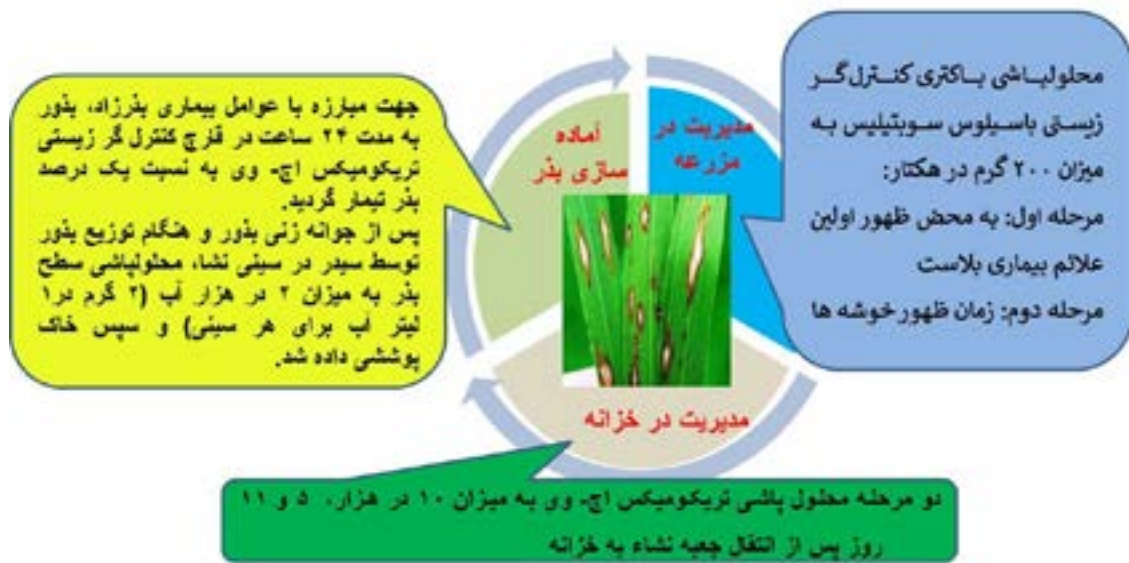 محلولپاشی باکتری کنترل‌گر
زیستی باسیلوس سوبتیلیس به
میزان ۲۰۰ گرم در هکتار:
مرحله اول: به محض ظهور اولین
علائم بیماری بلاست
مرحله دوم: زمان ظهور خوشه ها
مدیریت در
مزرعه
آماده
سازی بذر
جهت مبارزه با عوامل بیماری بذرزاد، بذور
به مدت ۲۴ ساعت در قارچ کنترل گر زیستی
تریکومیکس اچ- وی به نسبت یک درصد
بذر تیمار گردید.
پس از جوانه زنی بذور و هنگام توزیع بذور
توسط سیدر در سینی نشا، محلولپاشی سطح
بذر به میزان ۲ در هزار آب (۲ گرم در۱
لیتر آب برای هر سینی) و سپس خاک
پوششی داده شد.
مدیریت در خزانه
دو مرحله محلول پاشی تریکومیکس اچ- وی به میزان ۱۰ در هزار، ۵ و ۱۱
روز پس از انتقال جعبه نشاء به خزانه